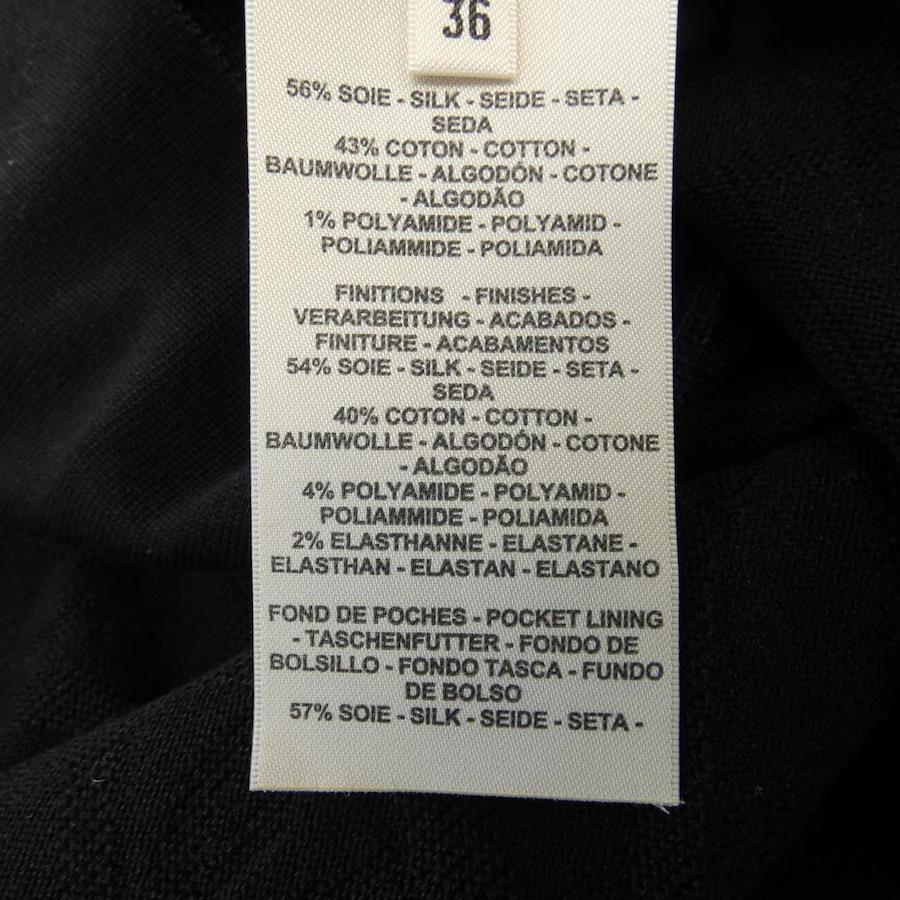 36
56% SOIE - SILK - SEIDE - SETA -
SEDA
43% COTON - COTTON -
BAUMWOLLE - ALGODÓN - COTONE
- ALGODÃO
1% POLYAMIDE - POLYAMID -
POLIAMMIDE - POLIAMIDA
FINITIONS - FINISHES -
VERARBEITUNG - ACABADOS -
FINITURE - ACABAMENTOS
54% SOIE - SILK - SEIDE - SETA -
SEDA
40% COTON - COTTON -
BAUMWOLLE - ALGODÓN - COTONE
- ALGODÃO
4% POLYAMIDE - POLYAMID -
POLIAMMIDE - POLIAMIDA
2% ELASTHANNE - ELASTANE -
ELASTHAN - ELASTAN - ELASTANO
FOND DE POCHES - POCKET LINING
- TASCHENFUTTER - FONDO DE
BOLSILLO - FONDO TASCA - FUNDO
DE BOLSO
57% SOIE - SILK - SEIDE - SETA -